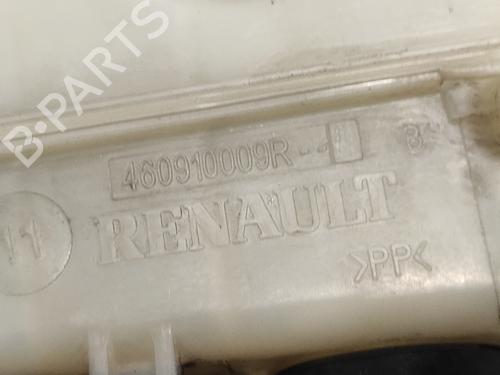 B-PARTS
460910009R--
B
11
RENAULT
>PP<